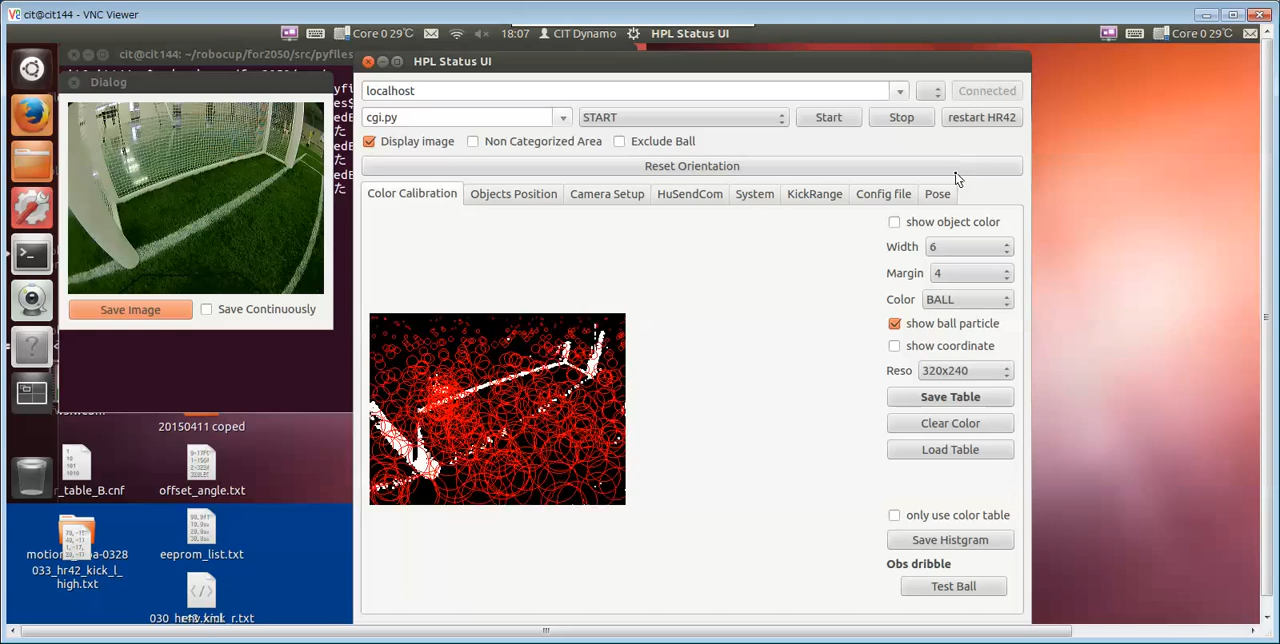 cit@cit144 - VNC Viewer
Core 0 29℃
18:07
CIT Dynamo
HPL Status UI
Core 0 29℃
cit@cit144: ~/robocup/for2050/src/pyfiles
HPL Status UI
Dialog
localhost
Connected
cgi.py
START
Start
Stop
restart HR42
Display image
Non Categorized Area
Exclude Ball
Reset Orientation
Color Calibration
Objects Position
Camera Setup
HuSendCom
System
KickRange
Config file
Pose
show object color
Width
6
Margin
4
Color
BALL
show ball particle
show coordinate
Reso
320x240
Save Table
Clear Color
Load Table
only use color table
Save Histgram
Obs dribble
Test Ball
Save Image
Save Continuously
20150411 coped
r_table_B.cnf
offset_angle.txt
eeprom_list.txt
033_hr42_kick_l_
high.txt